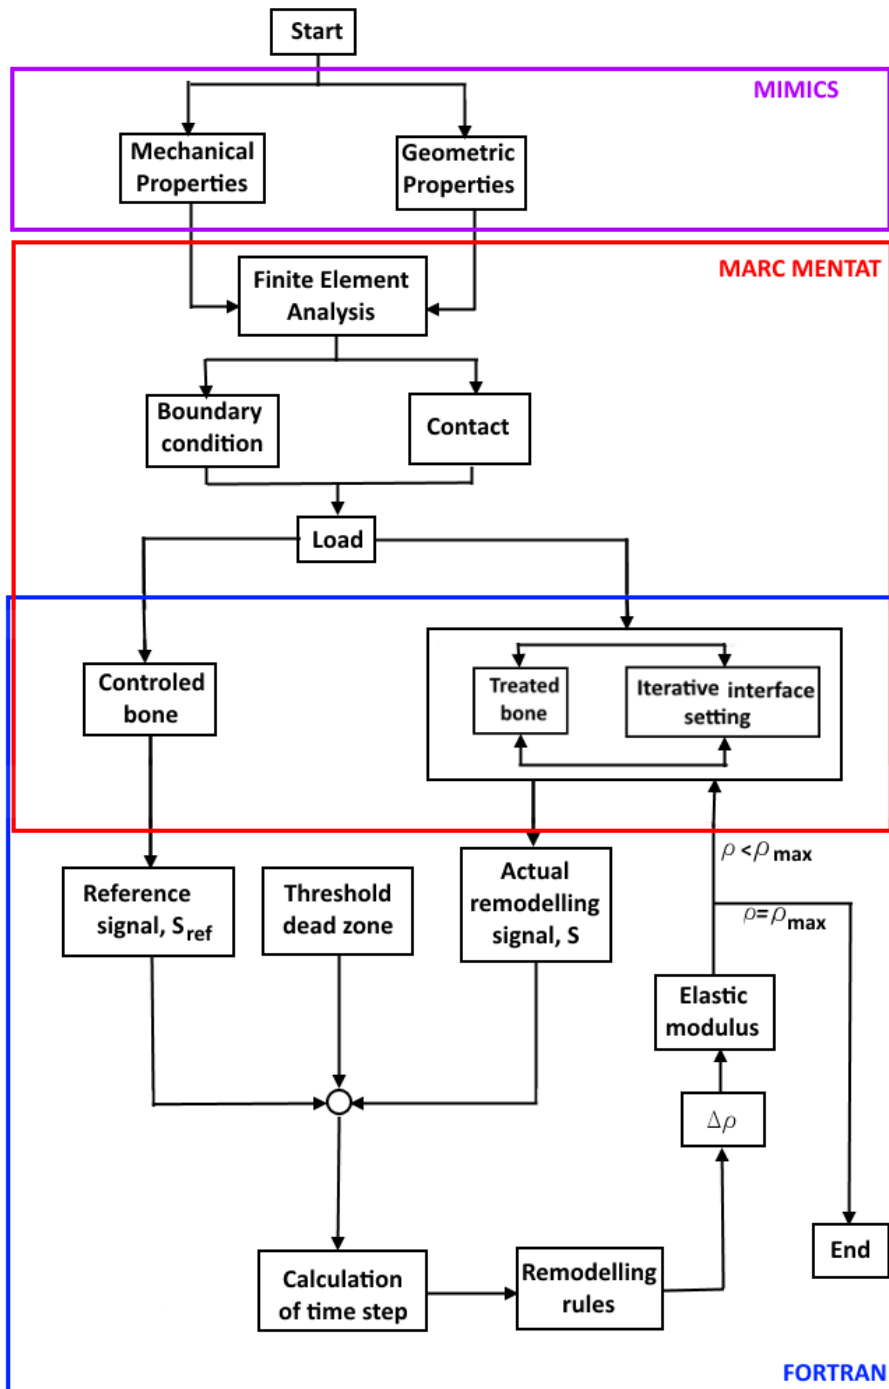 Start
MIMICS
Mechanical
Properties
Geometric
Properties
MARC MENTAT
Finite Element
Analysis
Boundary
condition
Contact
Load
Controled
bone
Treated
bone
Iterative interface
setting
ρ < ρmax
ρ=ρmax
Reference
signal, Sref
Threshold
dead zone
Actual
remodelling
signal, S
Elastic
modulus
Δρ
End
Calculation
of time step
Remodelling
rules
FORTRAN